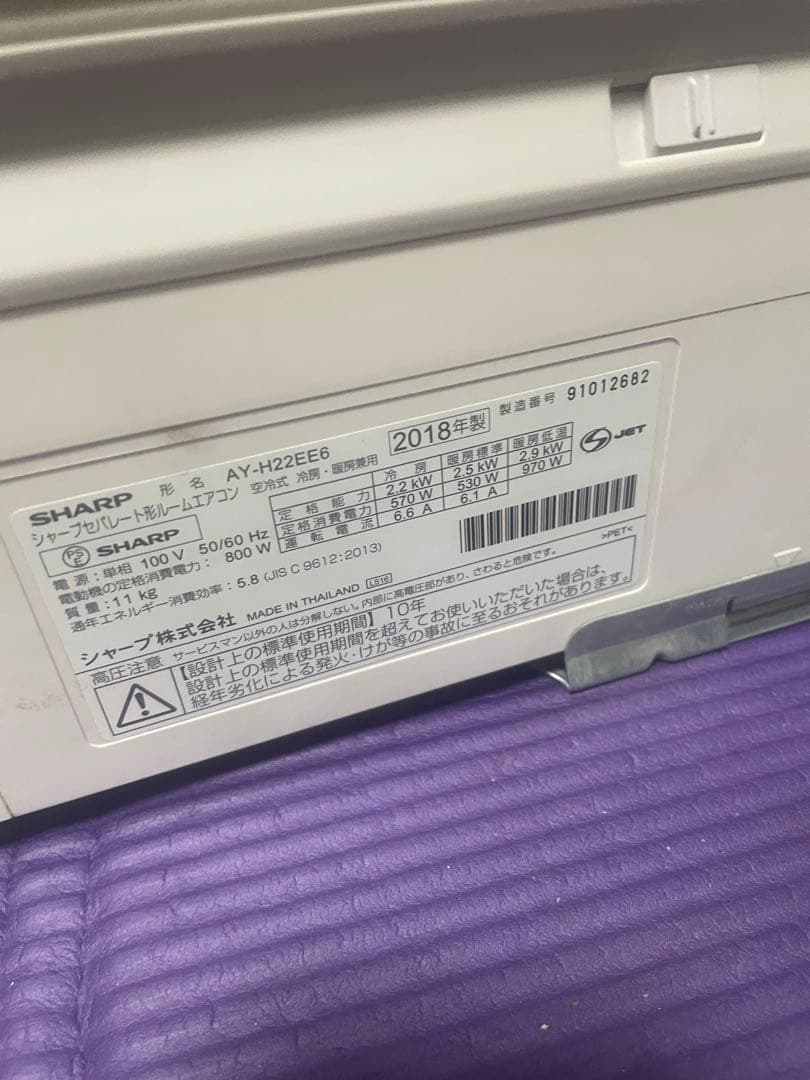 SHARP 形名 AY-H22EE6 2018年製 製造番号 91012682
シャープセパレート形ルームエアコン 空冷式 冷房・暖房兼用
PSE SHARP
冷房 暖房標準 暖房低温
定格能力 2.2 kW 2.5 kW 2.9 kW
定格消費電力 570 W 530 W 970 W
運転電流 6.6 A 6.1 A
JET
電源：単相 100 V 50/60 Hz
電動機の定格消費電力： 800 W
質量：11 kg
通年エネルギー消費効率：5.8 (JIS C 9612:2013)
シャープ株式会社 MADE IN THAILAND LS16
>PET<
高圧注意 サービスマン以外の人は分解しない。内部に高電圧部があり、さわると危険です。
【設計上の標準使用期間】10年
設計上の標準使用期間を超えてお使いいただいた場合は、
経年劣化による発火・けが等の事故に至るおそれがあります。